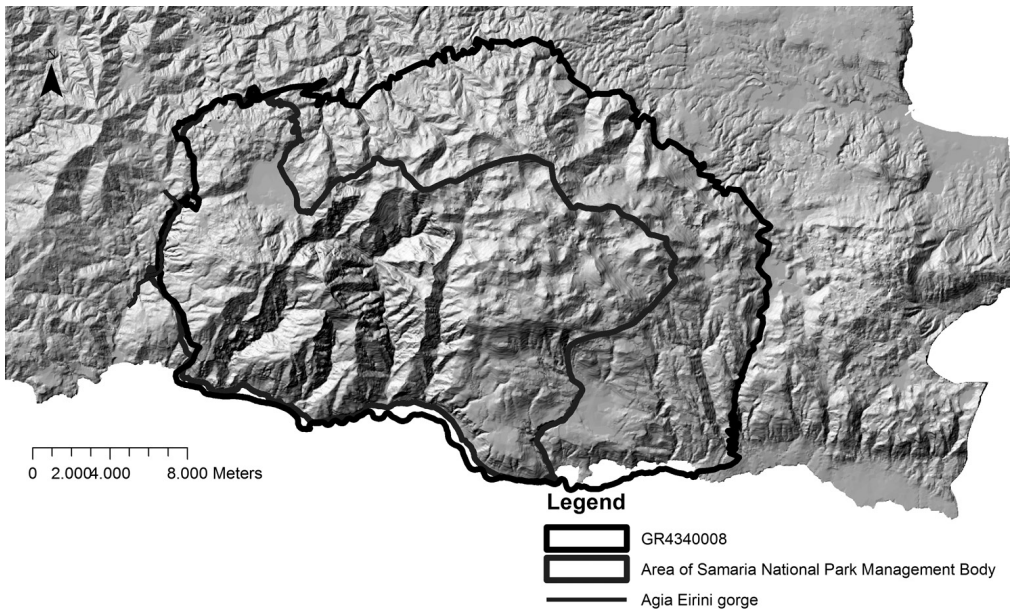 N
0 2.0004.000 8.000 Meters
Legend
GR4340008
Area of Samaria National Park Management Body
Agia Eirini gorge